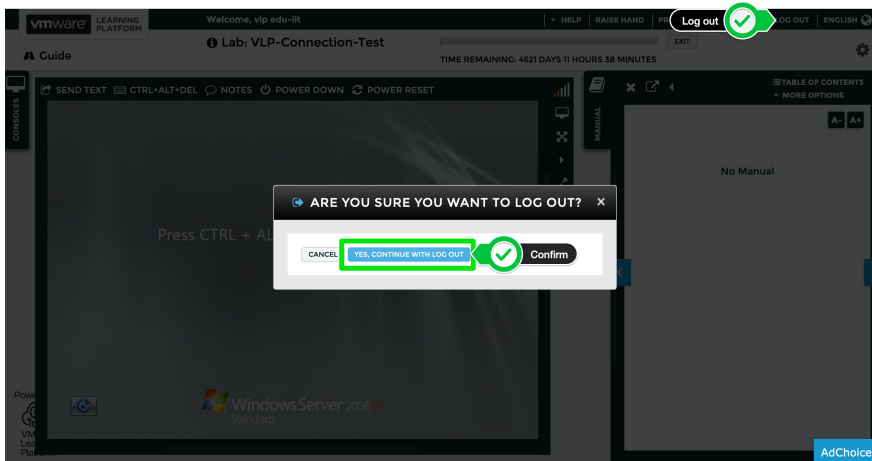 vmware LEARNING PLATFORM
Welcome, vlp edu-ilt
HELP RAISE HAND Log out LOG OUT ENGLISH
Guide
Lab: VLP-Connection-Test
EXIT
TIME REMAINING: 4621 DAYS 11 HOURS 38 MINUTES
CONSOLES
SEND TEXT CTRL+ALT+DEL NOTES POWER DOWN POWER RESET
MANUAL
TABLE OF CONTENTS
MORE OPTIONS
A- A+
No Manual
ARE YOU SURE YOU WANT TO LOG OUT? ×
Press CTRL + AL
CANCEL YES, CONTINUE WITH LOG OUT Confirm
Windows Server 2008
Standard
AdChoice